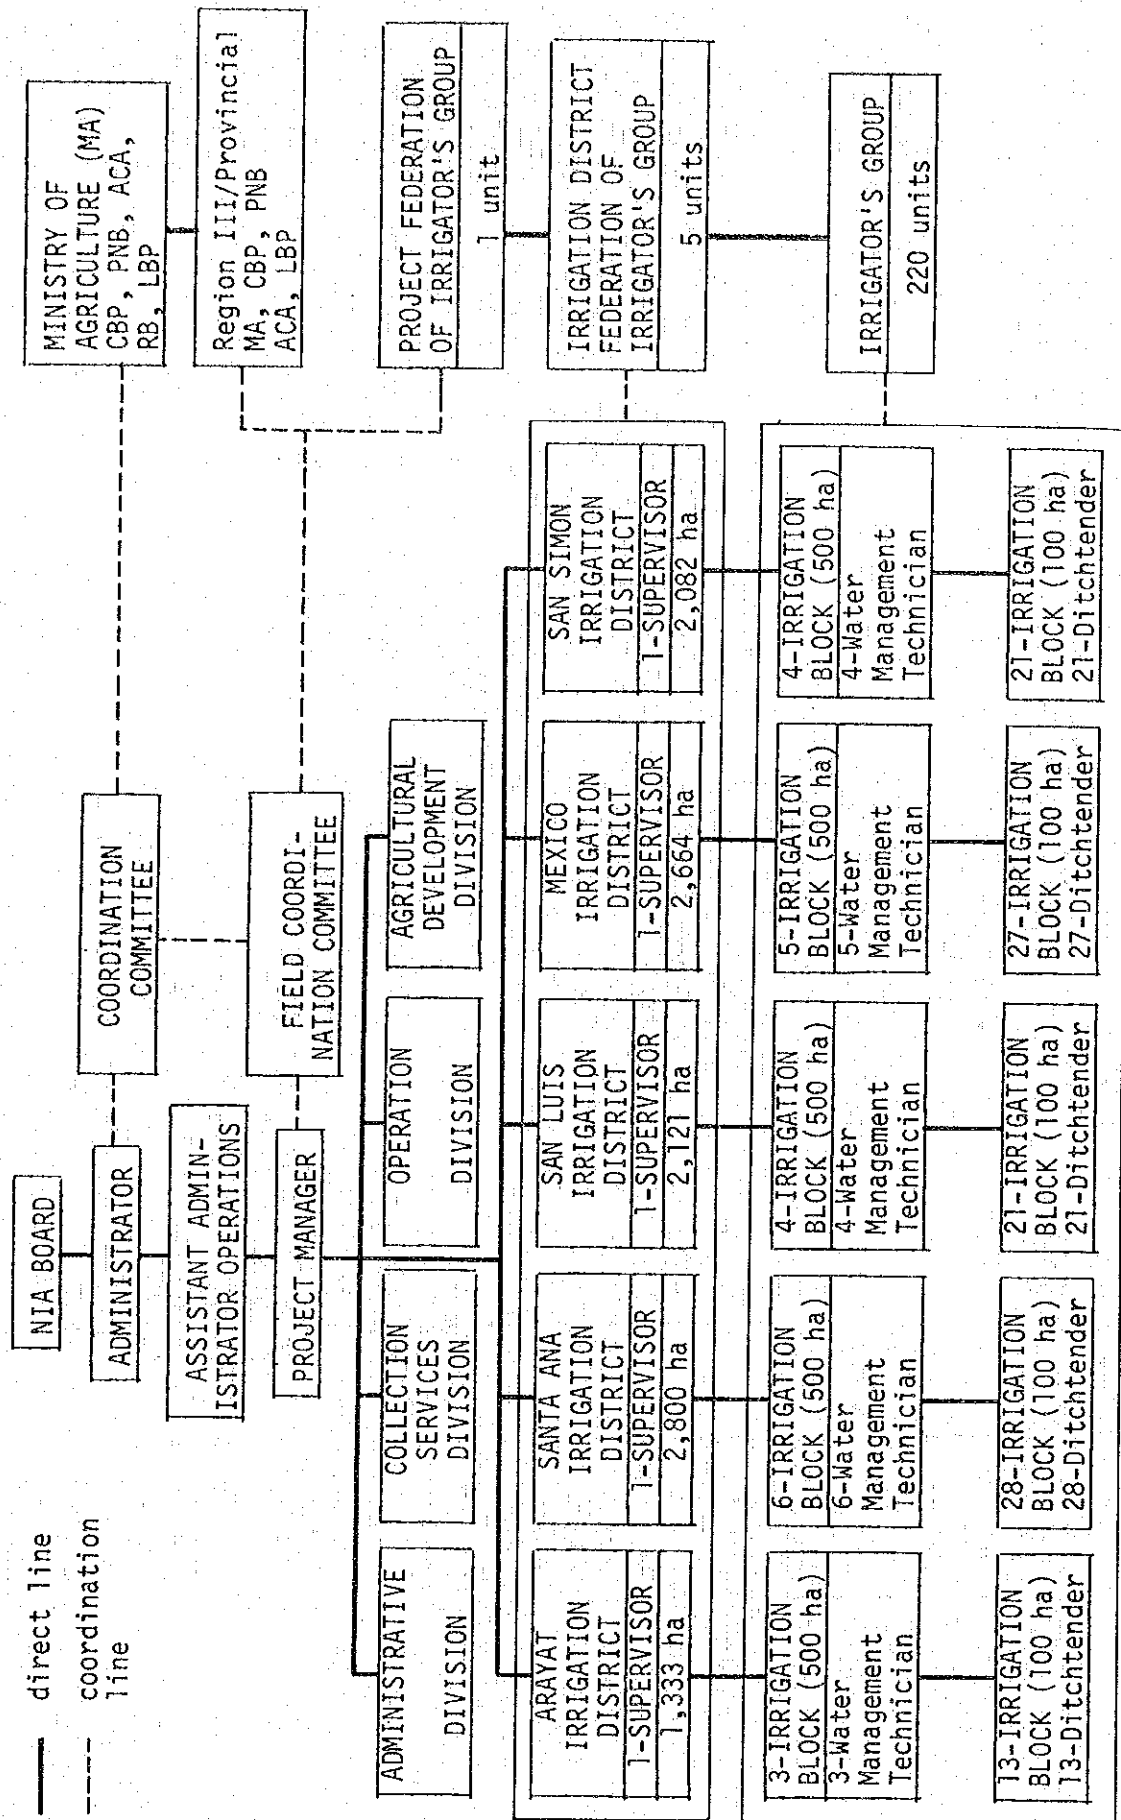 direct line
coordination
line
NIA BOARD
ADMINISTRATOR
ASSISTANT ADMIN-
ISTRATOR OPERATIONS
PROJECT MANAGER
COORDINATION
COMMITTEE
FIELD COORDI-
NATION COMMITTEE
MINISTRY OF
AGRICULTURE (MA)
CBP, PNB, ACA,
RB, LBP
Region III/Provincial
MA, CBP, PNB
ACA, LBP
PROJECT FEDERATION
OF IRRIGATOR'S GROUP
1 unit
IRRIGATION DISTRICT
FEDERATION OF
IRRIGATOR'S GROUP
5 units
IRRIGATOR'S GROUP
220 units
ADMINISTRATIVE
DIVISION
COLLECTION
SERVICES
DIVISION
OPERATION
DIVISION
AGRICULTURAL
DEVELOPMENT
DIVISION
ARAYAT
IRRIGATION
DISTRICT
1-SUPERVISOR
1,333 ha
SANTA ANA
IRRIGATION
DISTRICT
1-SUPERVISOR
2,800 ha
SAN LUIS
IRRIGATION
DISTRICT
1-SUPERVISOR
2,121 ha
MEXICO
IRRIGATION
DISTRICT
1-SUPERVISOR
2,664 ha
SAN SIMON
IRRIGATION
DISTRICT
1-SUPERVISOR
2,082 ha
3-IRRIGATION
BLOCK (500 ha)
3-Water
Management
Technician
6-IRRIGATION
BLOCK (500 ha)
6-Water
Management
Technician
4-IRRIGATION
BLOCK (500 ha)
4-Water
Management
Technician
5-IRRIGATION
BLOCK (500 ha)
5-Water
Management
Technician
4-IRRIGATION
BLOCK (500 ha)
4-Water
Management
Technician
13-IRRIGATION
BLOCK (100 ha)
13-Ditchtender
28-IRRIGATION
BLOCK (100 ha)
28-Ditchtender
21-IRRIGATION
BLOCK (100 ha)
21-Ditchtender
27-IRRIGATION
BLOCK (100 ha)
27-Ditchtender
21-IRRIGATION
BLOCK (100 ha)
21-Ditchtender